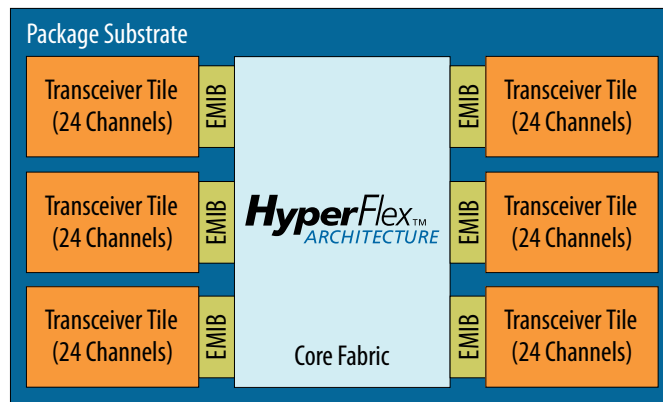 Package Substrate
Transceiver Tile
(24 Channels)
EMIB
EMIB
Transceiver Tile
(24 Channels)
Transceiver Tile
(24 Channels)
EMIB
HyperFlex™
ARCHITECTURE
EMIB
Transceiver Tile
(24 Channels)
Transceiver Tile
(24 Channels)
EMIB
Core Fabric
EMIB
Transceiver Tile
(24 Channels)